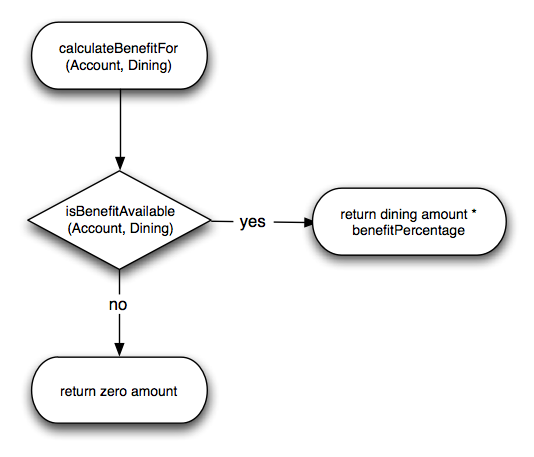 calculateBenefitFor
(Account, Dining)
isBenefitAvailable
(Account, Dining)
yes
return dining amount *
benefitPercentage
no
return zero amount